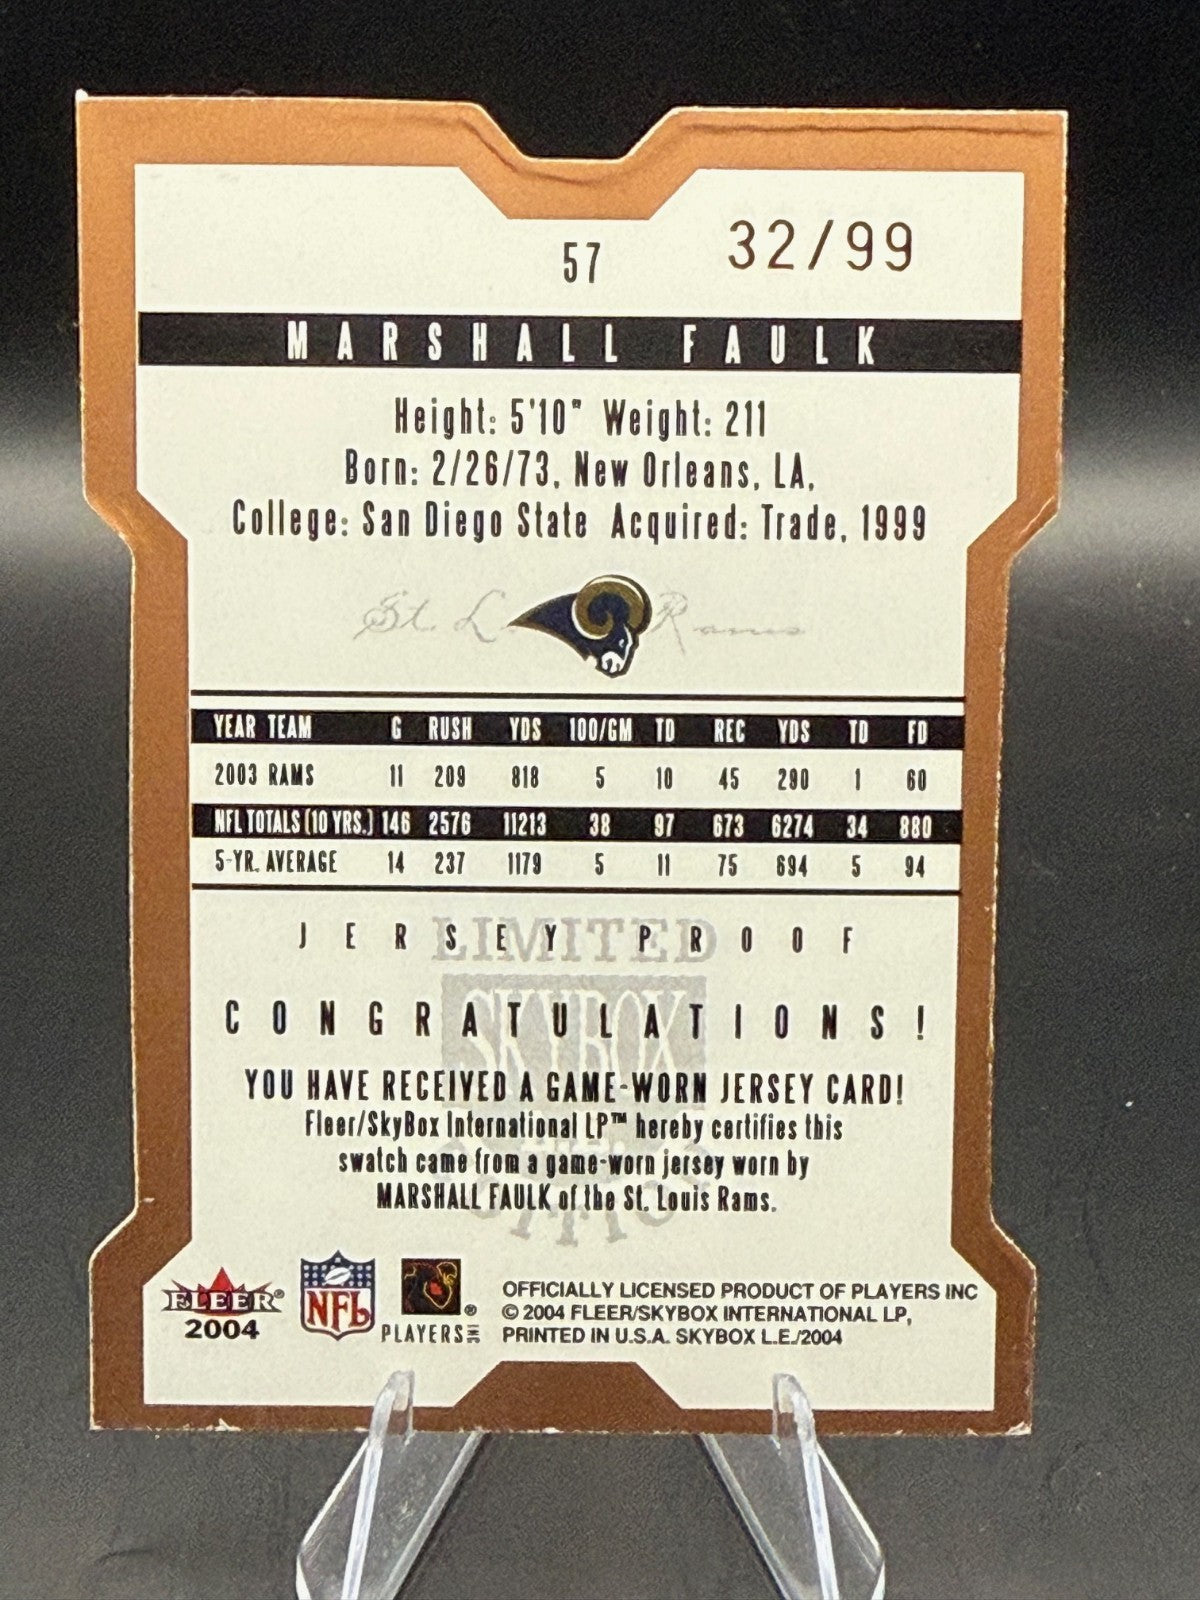 57
32/99
MARSHALL FAULK
Height: 5'10" Weight: 211
Born: 2/26/73, New Orleans, LA,
College: San Diego State Acquired: Trade, 1999
St. L Rams
YEAR TEAM G RUSH YDS 100/GM TD REC YDS TD FD
2003 RAMS 11 209 818 5 10 45 290 1 60
NFL TOTALS (10 YRS.) 146 2576 11213 38 97 673 6274 34 880
5-YR. AVERAGE 14 237 1179 5 11 75 694 5 94
LIMITED
JERSEY PROOF
SKYBOX
CONGRATULATIONS!
YOU HAVE RECEIVED A GAME-WORN JERSEY CARD!
Fleer/SkyBox International LP™ hereby certifies this
swatch came from a game-worn jersey worn by
MARSHALL FAULK of the St. Louis Rams.
FLEER®
2004
NFL
PLAYERS INC
®
OFFICIALLY LICENSED PRODUCT OF PLAYERS INC
© 2004 FLEER/SKYBOX INTERNATIONAL LP,
PRINTED IN U.S.A. SKYBOX L.E./2004